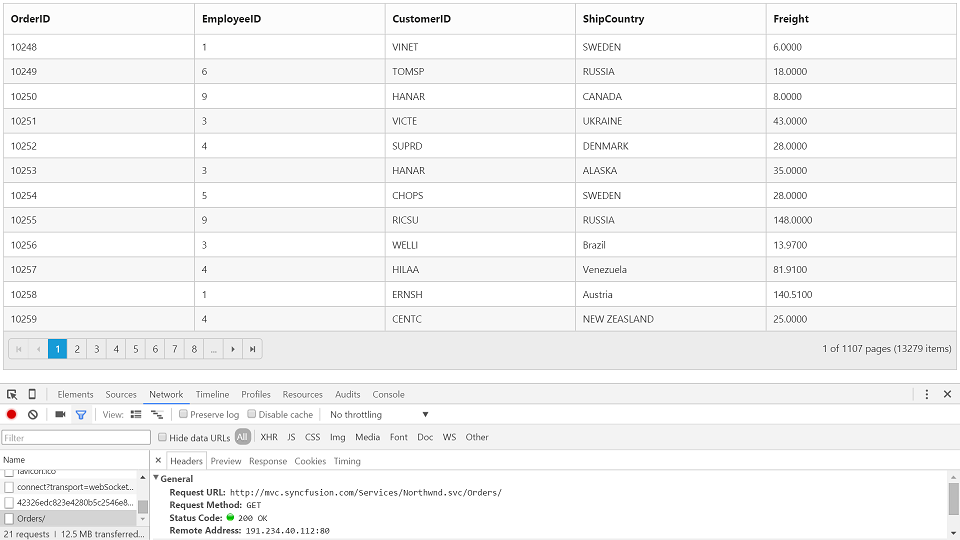 OrderID EmployeeID CustomerID ShipCountry Freight
10248 1 VINET SWEDEN 6.0000
10249 6 TOMSP RUSSIA 18.0000
10250 9 HANAR CANADA 8.0000
10251 3 VICTE UKRAINE 43.0000
10252 4 SUPRD DENMARK 28.0000
10253 3 HANAR ALASKA 35.0000
10254 5 CHOPS SWEDEN 28.0000
10255 9 RICSU RUSSIA 148.0000
10256 3 WELLI Brazil 13.9700
10257 4 HILAA Venezuela 81.9100
10258 1 ERNSH Austria 140.5100
10259 4 CENTC NEW ZEASLAND 25.0000
1 2 3 4 5 6 7 8 ... 1 of 1107 pages (13279 items)
Elements Sources Network Timeline Profiles Resources Audits Console
View: Preserve log Disable cache No throttling
Filter Hide data URLs All XHR JS CSS Img Media Font Doc WS Other
Name Headers Preview Response Cookies Timing
favicon.ico
General
connect?transport=webSocket...
Request URL: http://mvc.syncfusion.com/Services/Northwnd.svc/Orders/
42326edc823e4280b5c2546e8...
Request Method: GET
Orders/
Status Code: 200 OK
21 requests | 12.5 MB transferred...
Remote Address: 191.234.40.112:80